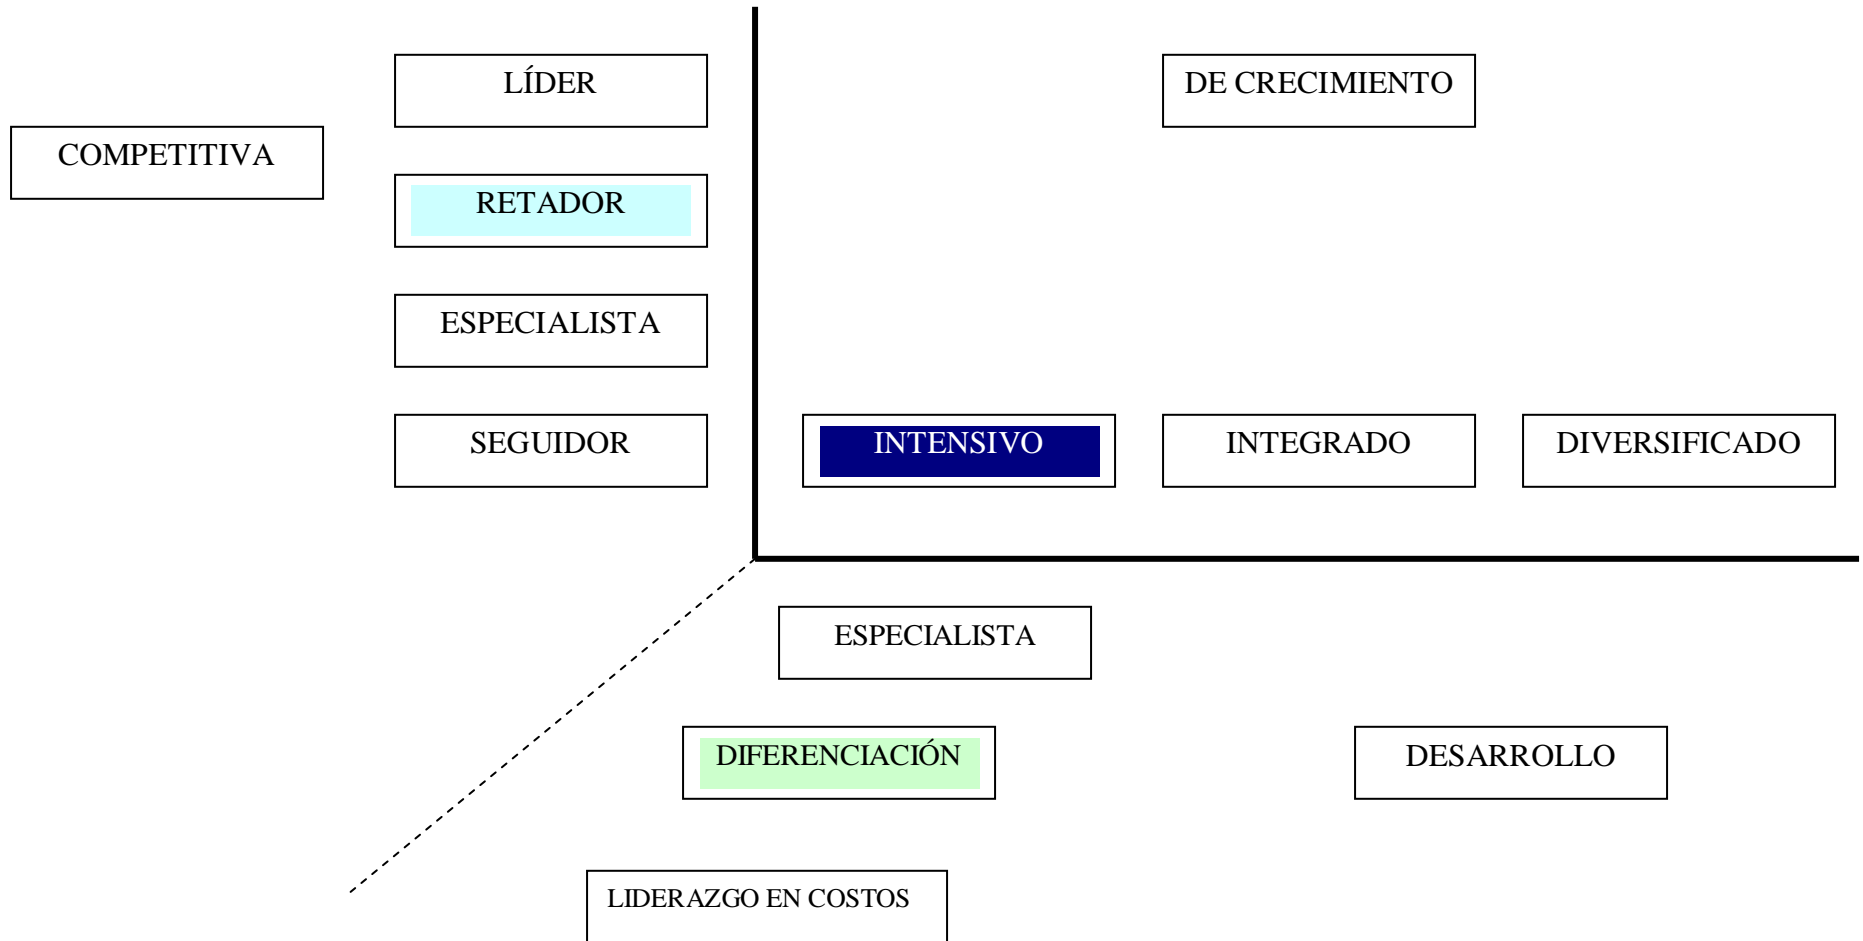 LÍDER
DE CRECIMIENTO
COMPETITIVA
RETADOR
ESPECIALISTA
SEGUIDOR
INTENSIVO
INTEGRADO
DIVERSIFICADO
ESPECIALISTA
DIFERENCIACIÓN
DESARROLLO
LIDERAZGO EN COSTOS